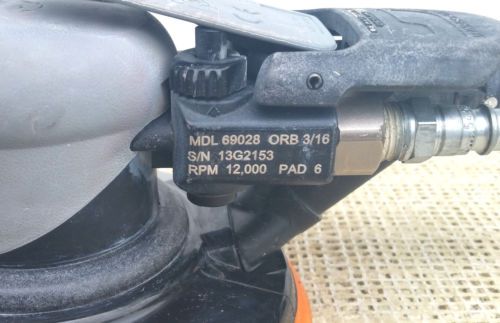 MDL 69028 ORB 3/16
S/N 13G2153
RPM 12,000 PAD 6